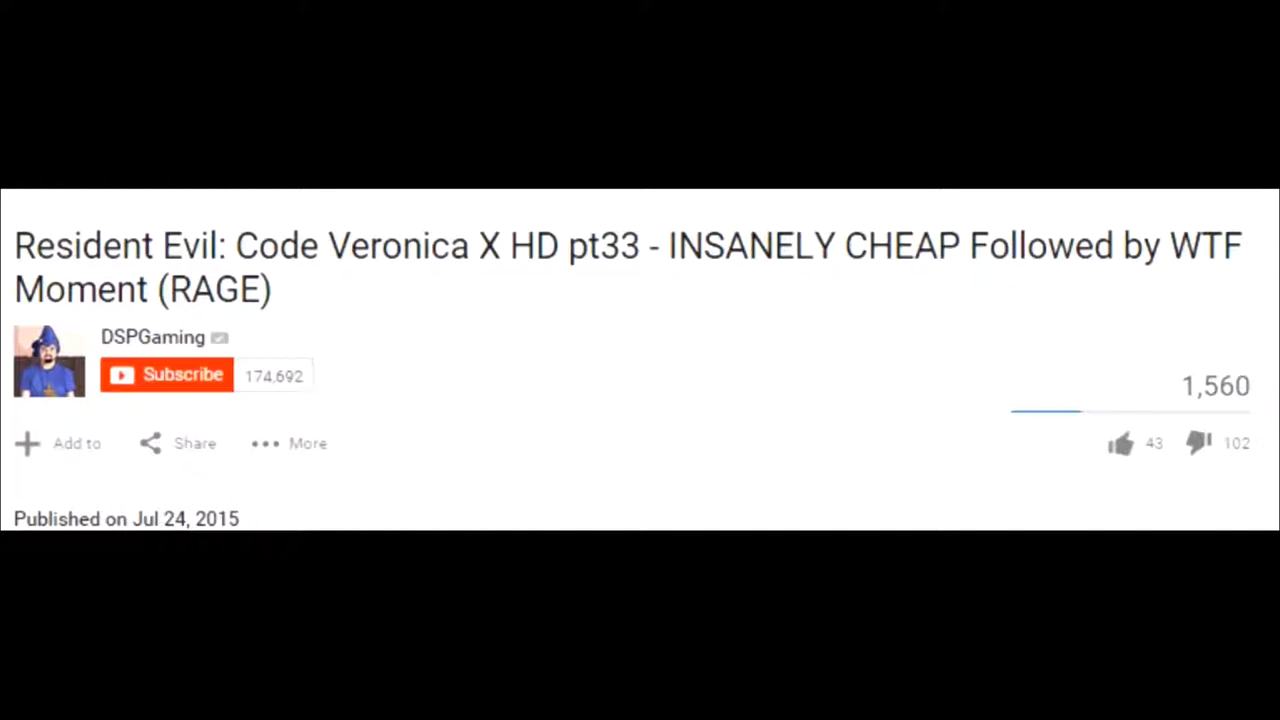 Resident Evil: Code Veronica X HD pt33 - INSANELY CHEAP Followed by WTF
Moment (RAGE)
DSPGaming
Subscribe 174,692
1,560
Add to Share More
43 102
Published on Jul 24, 2015